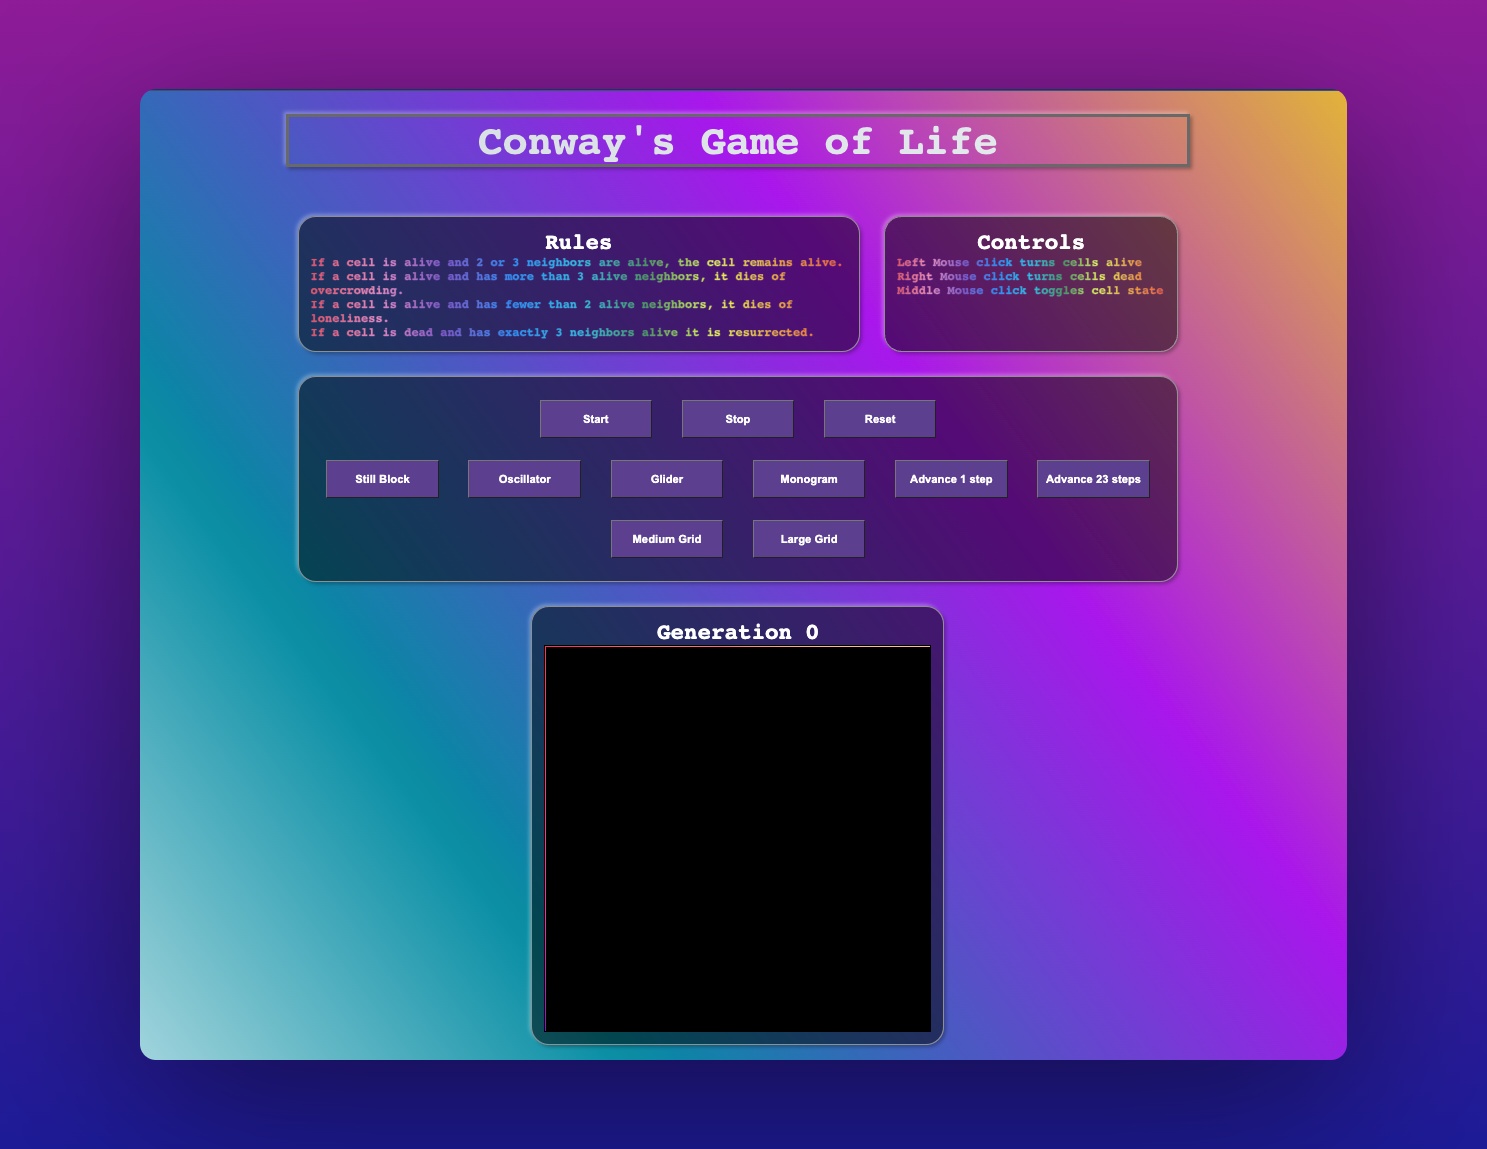 Conway's Game of Life
Rules
If a cell is alive and 2 or 3 neighbors are alive, the cell remains alive.
If a cell is alive and has more than 3 alive neighbors, it dies of
overcrowding.
If a cell is alive and has fewer than 2 alive neighbors, it dies of
loneliness.
If a cell is dead and has exactly 3 neighbors alive it is resurrected.
Controls
Left Mouse click turns cells alive
Right Mouse click turns cells dead
Middle Mouse click toggles cell state
Start
Stop
Reset
Still Block
Oscillator
Glider
Monogram
Advance 1 step
Advance 23 steps
Medium Grid
Large Grid
Generation 0